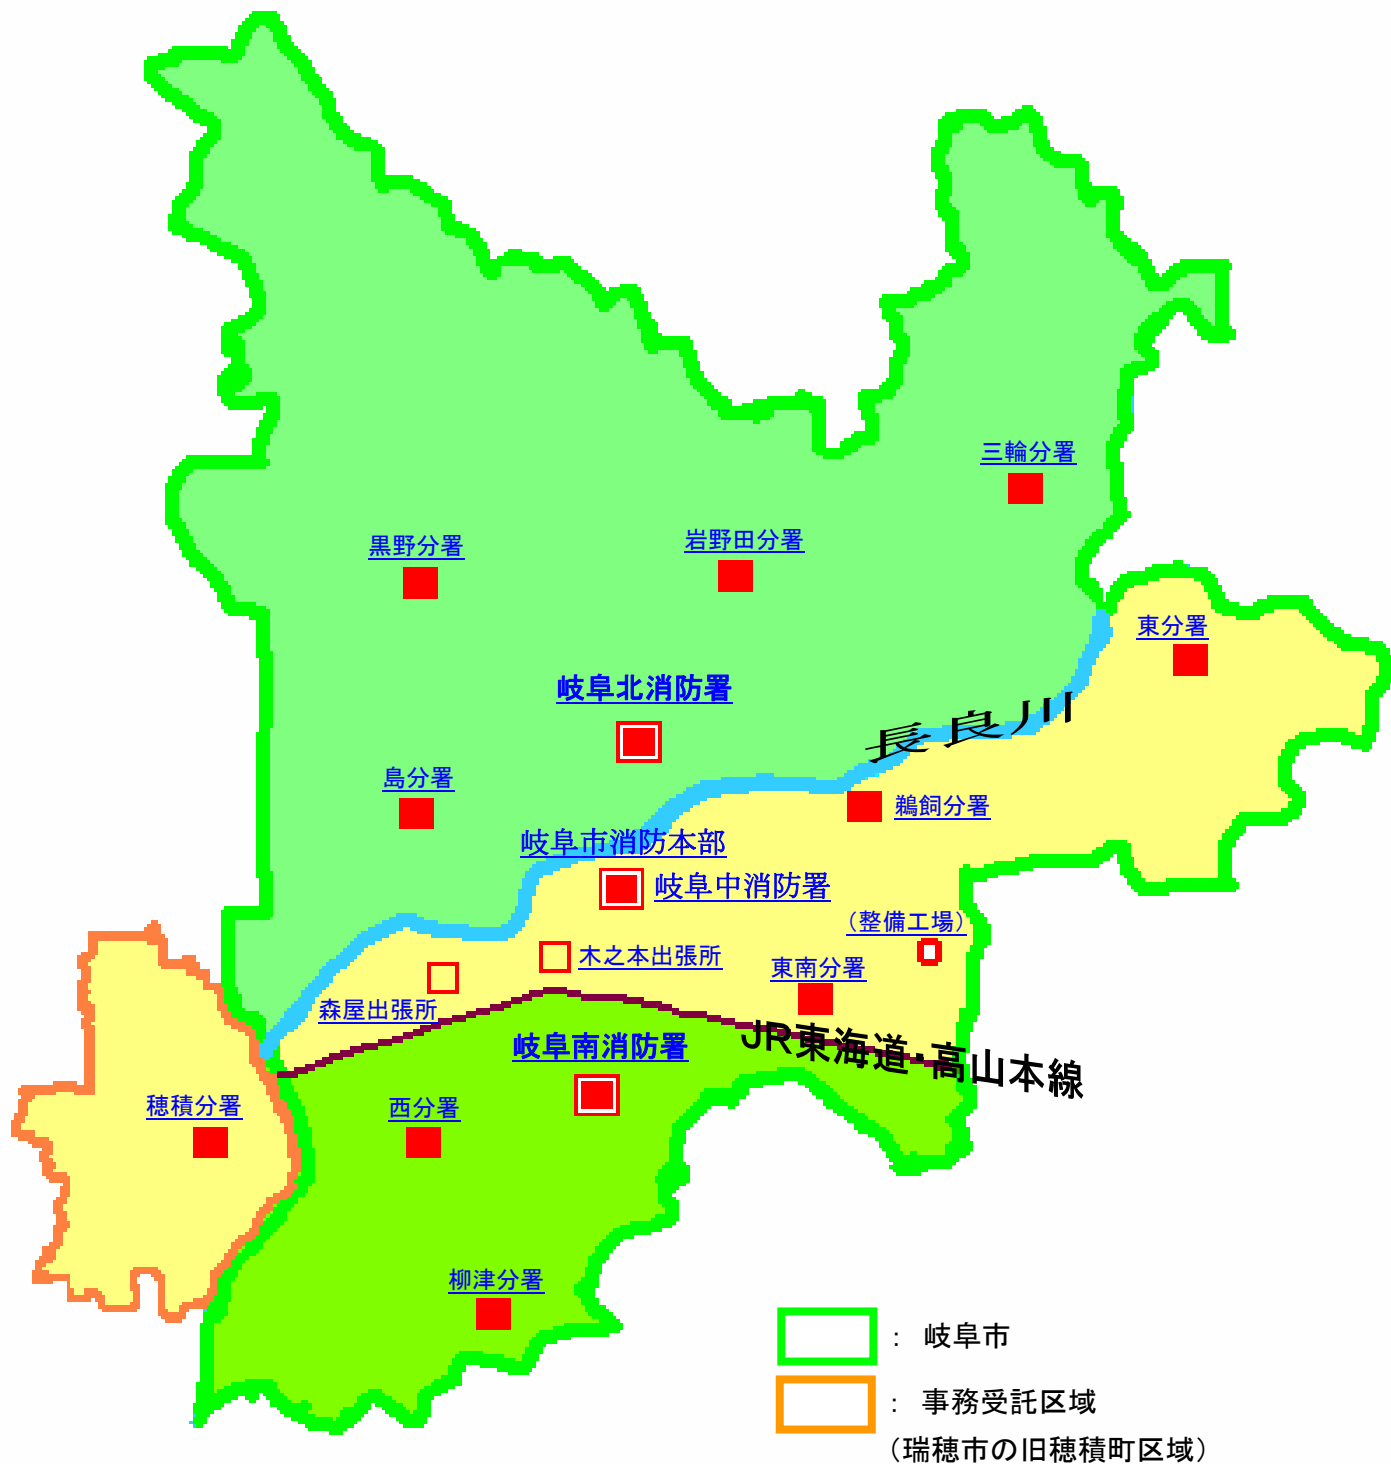 三輪分署
岩野田分署
黒野分署
東分署
岐阜北消防署
長良川
島分署
鵜飼分署
岐阜市消防本部
岐阜中消防署
(整備工場)
木之本出張所
東南分署
森屋出張所
JR東海道・高山本線
岐阜南消防署
穂積分署
西分署
柳津分署
： 岐阜市
： 事務受託区域
(瑞穂市の旧穂積町区域)